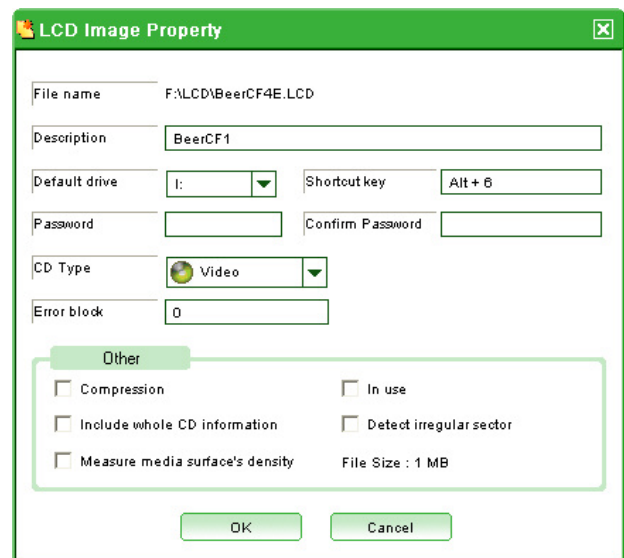 LCD Image Property
File name F:\LCD\BeerCF4E.LCD
Description BeerCF1
Default drive I: Shortcut key Alt + 6
Password Confirm Password
CD Type Video
Error block 0
Other
Compression In use
Include whole CD information Detect irregular sector
Measure media surface's density File Size : 1 MB
OK Cancel